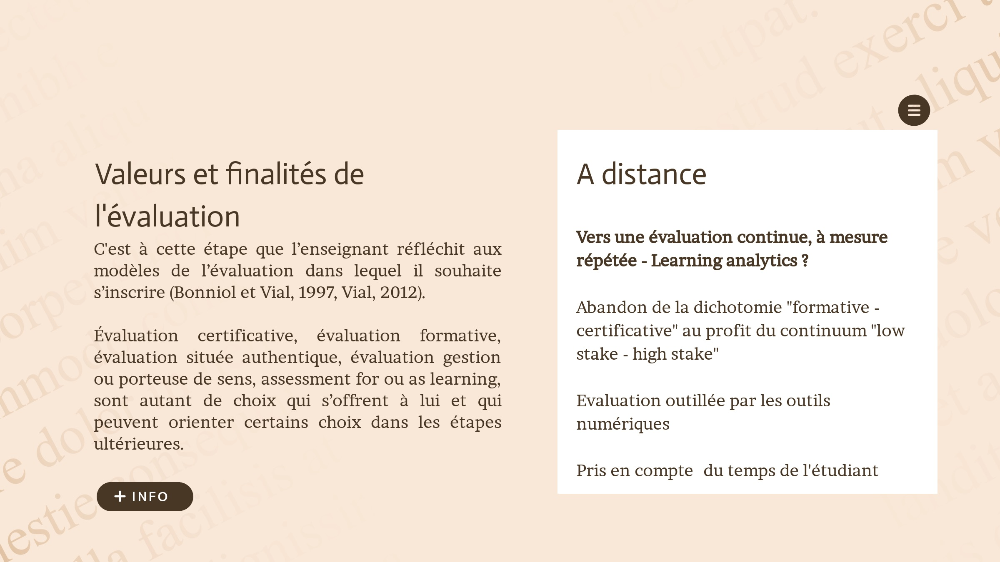 Valeurs et finalités de
l'évaluation
C'est à cette étape que l’enseignant réfléchit aux
modèles de l’évaluation dans lequel il souhaite
s’inscrire (Bonniol et Vial, 1997, Vial, 2012).
Évaluation certificative, évaluation formative,
évaluation située authentique, évaluation gestion
ou porteuse de sens, assessment for ou as learning,
sont autant de choix qui s’offrent à lui et qui
peuvent orienter certains choix dans les étapes
ultérieures.
INFO
A distance
Vers une évaluation continue, à mesure
répétée - Learning analytics ?
Abandon de la dichotomie "formative -
certificative" au profit du continuum "low
stake - high stake"
Evaluation outillée par les outils
numériques
Pris en compte  du temps de l'étudiant